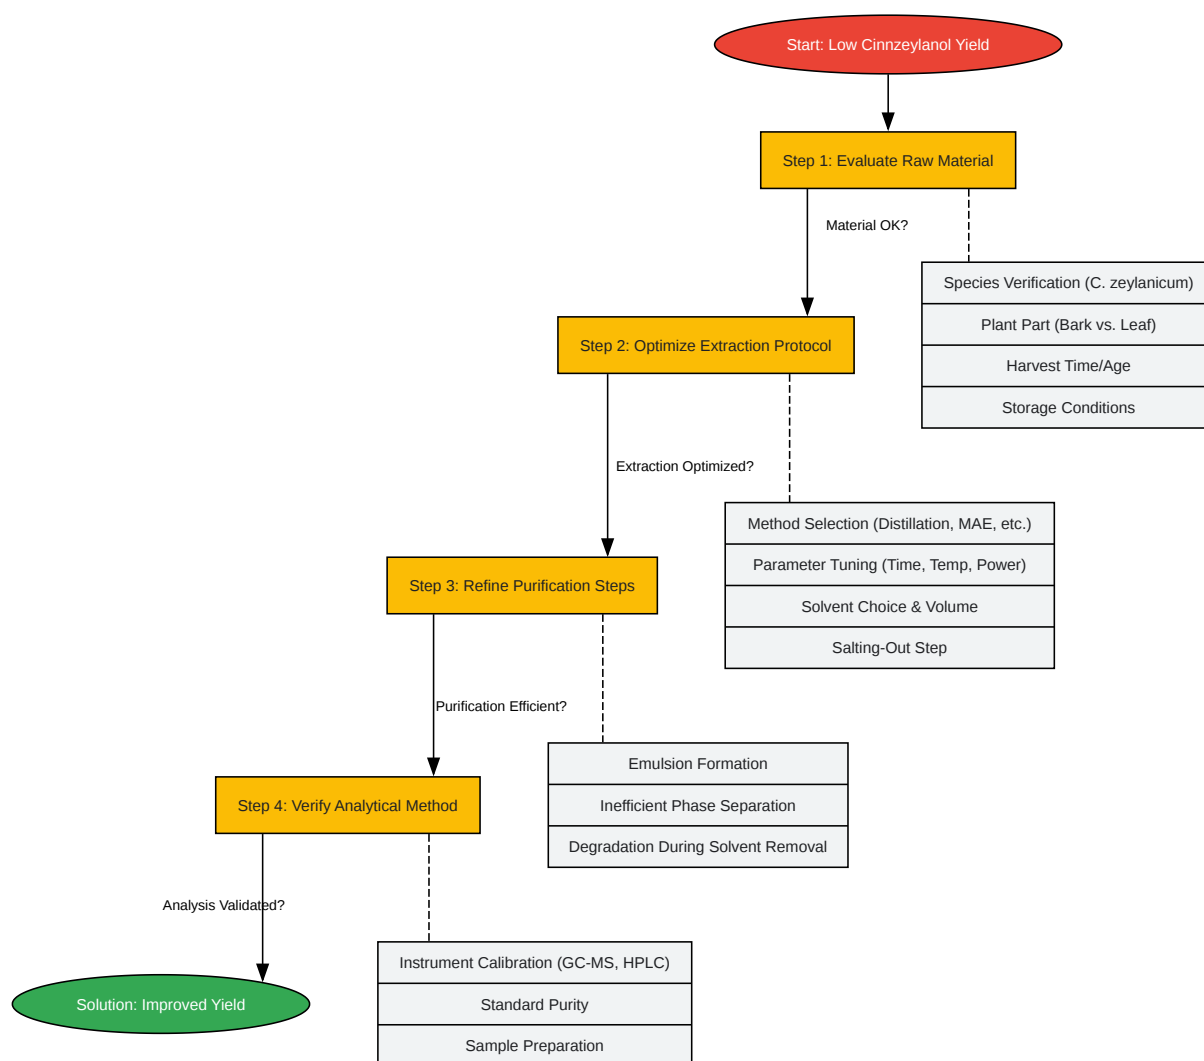 Start: Low Cinnzeylanol Yield
Step 1: Evaluate Raw Material
Material OK?
Species Verification (C. zeylanicum)
Plant Part (Bark vs. Leaf)
Harvest Time/Age
Storage Conditions
Step 2: Optimize Extraction Protocol
Extraction Optimized?
Method Selection (Distillation, MAE, etc.)
Parameter Tuning (Time, Temp, Power)
Solvent Choice & Volume
Salting-Out Step
Step 3: Refine Purification Steps
Purification Efficient?
Emulsion Formation
Inefficient Phase Separation
Degradation During Solvent Removal
Step 4: Verify Analytical Method
Analysis Validated?
Instrument Calibration (GC-MS, HPLC)
Standard Purity
Sample Preparation
Solution: Improved Yield